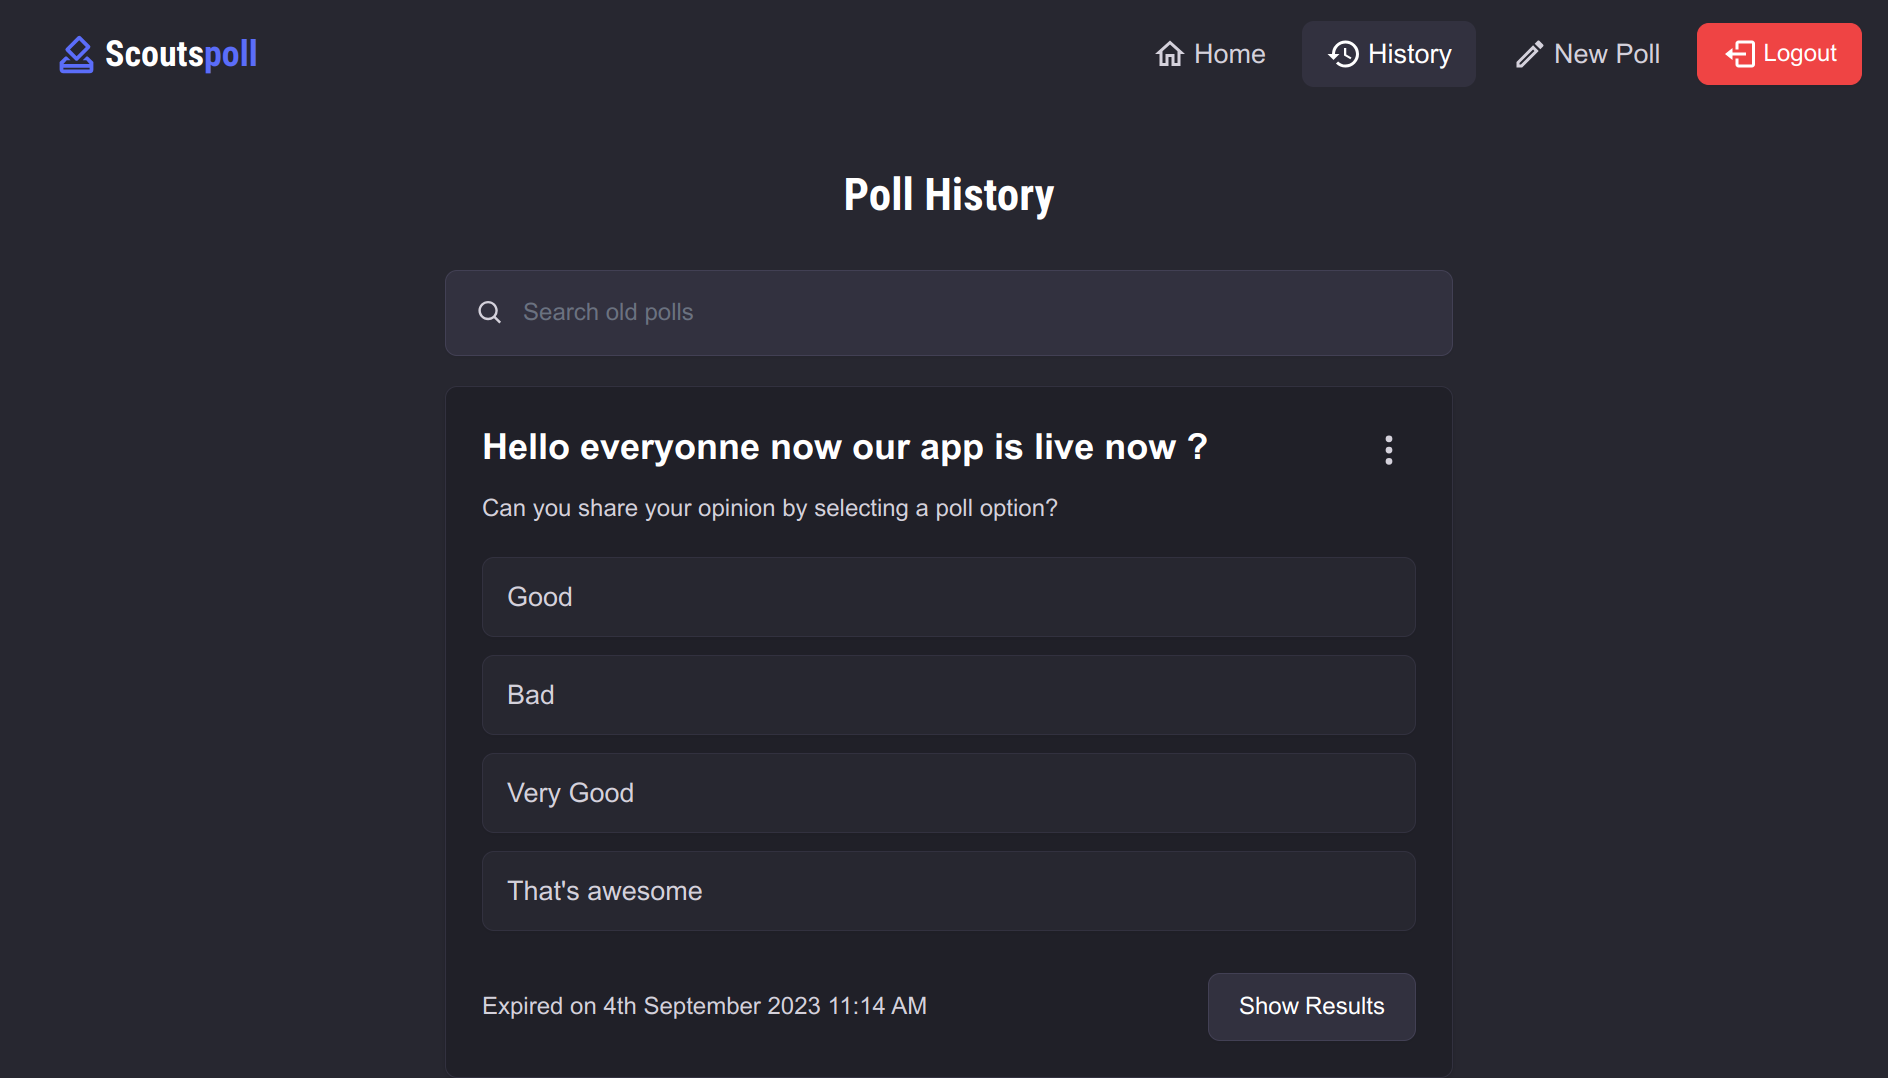 Scoutspoll
Home
History
New Poll
Logout
Poll History
Search old polls
Hello everyonne now our app is live now ?
Can you share your opinion by selecting a poll option?
Good
Bad
Very Good
That's awesome
Expired on 4th September 2023 11:14 AM
Show Results